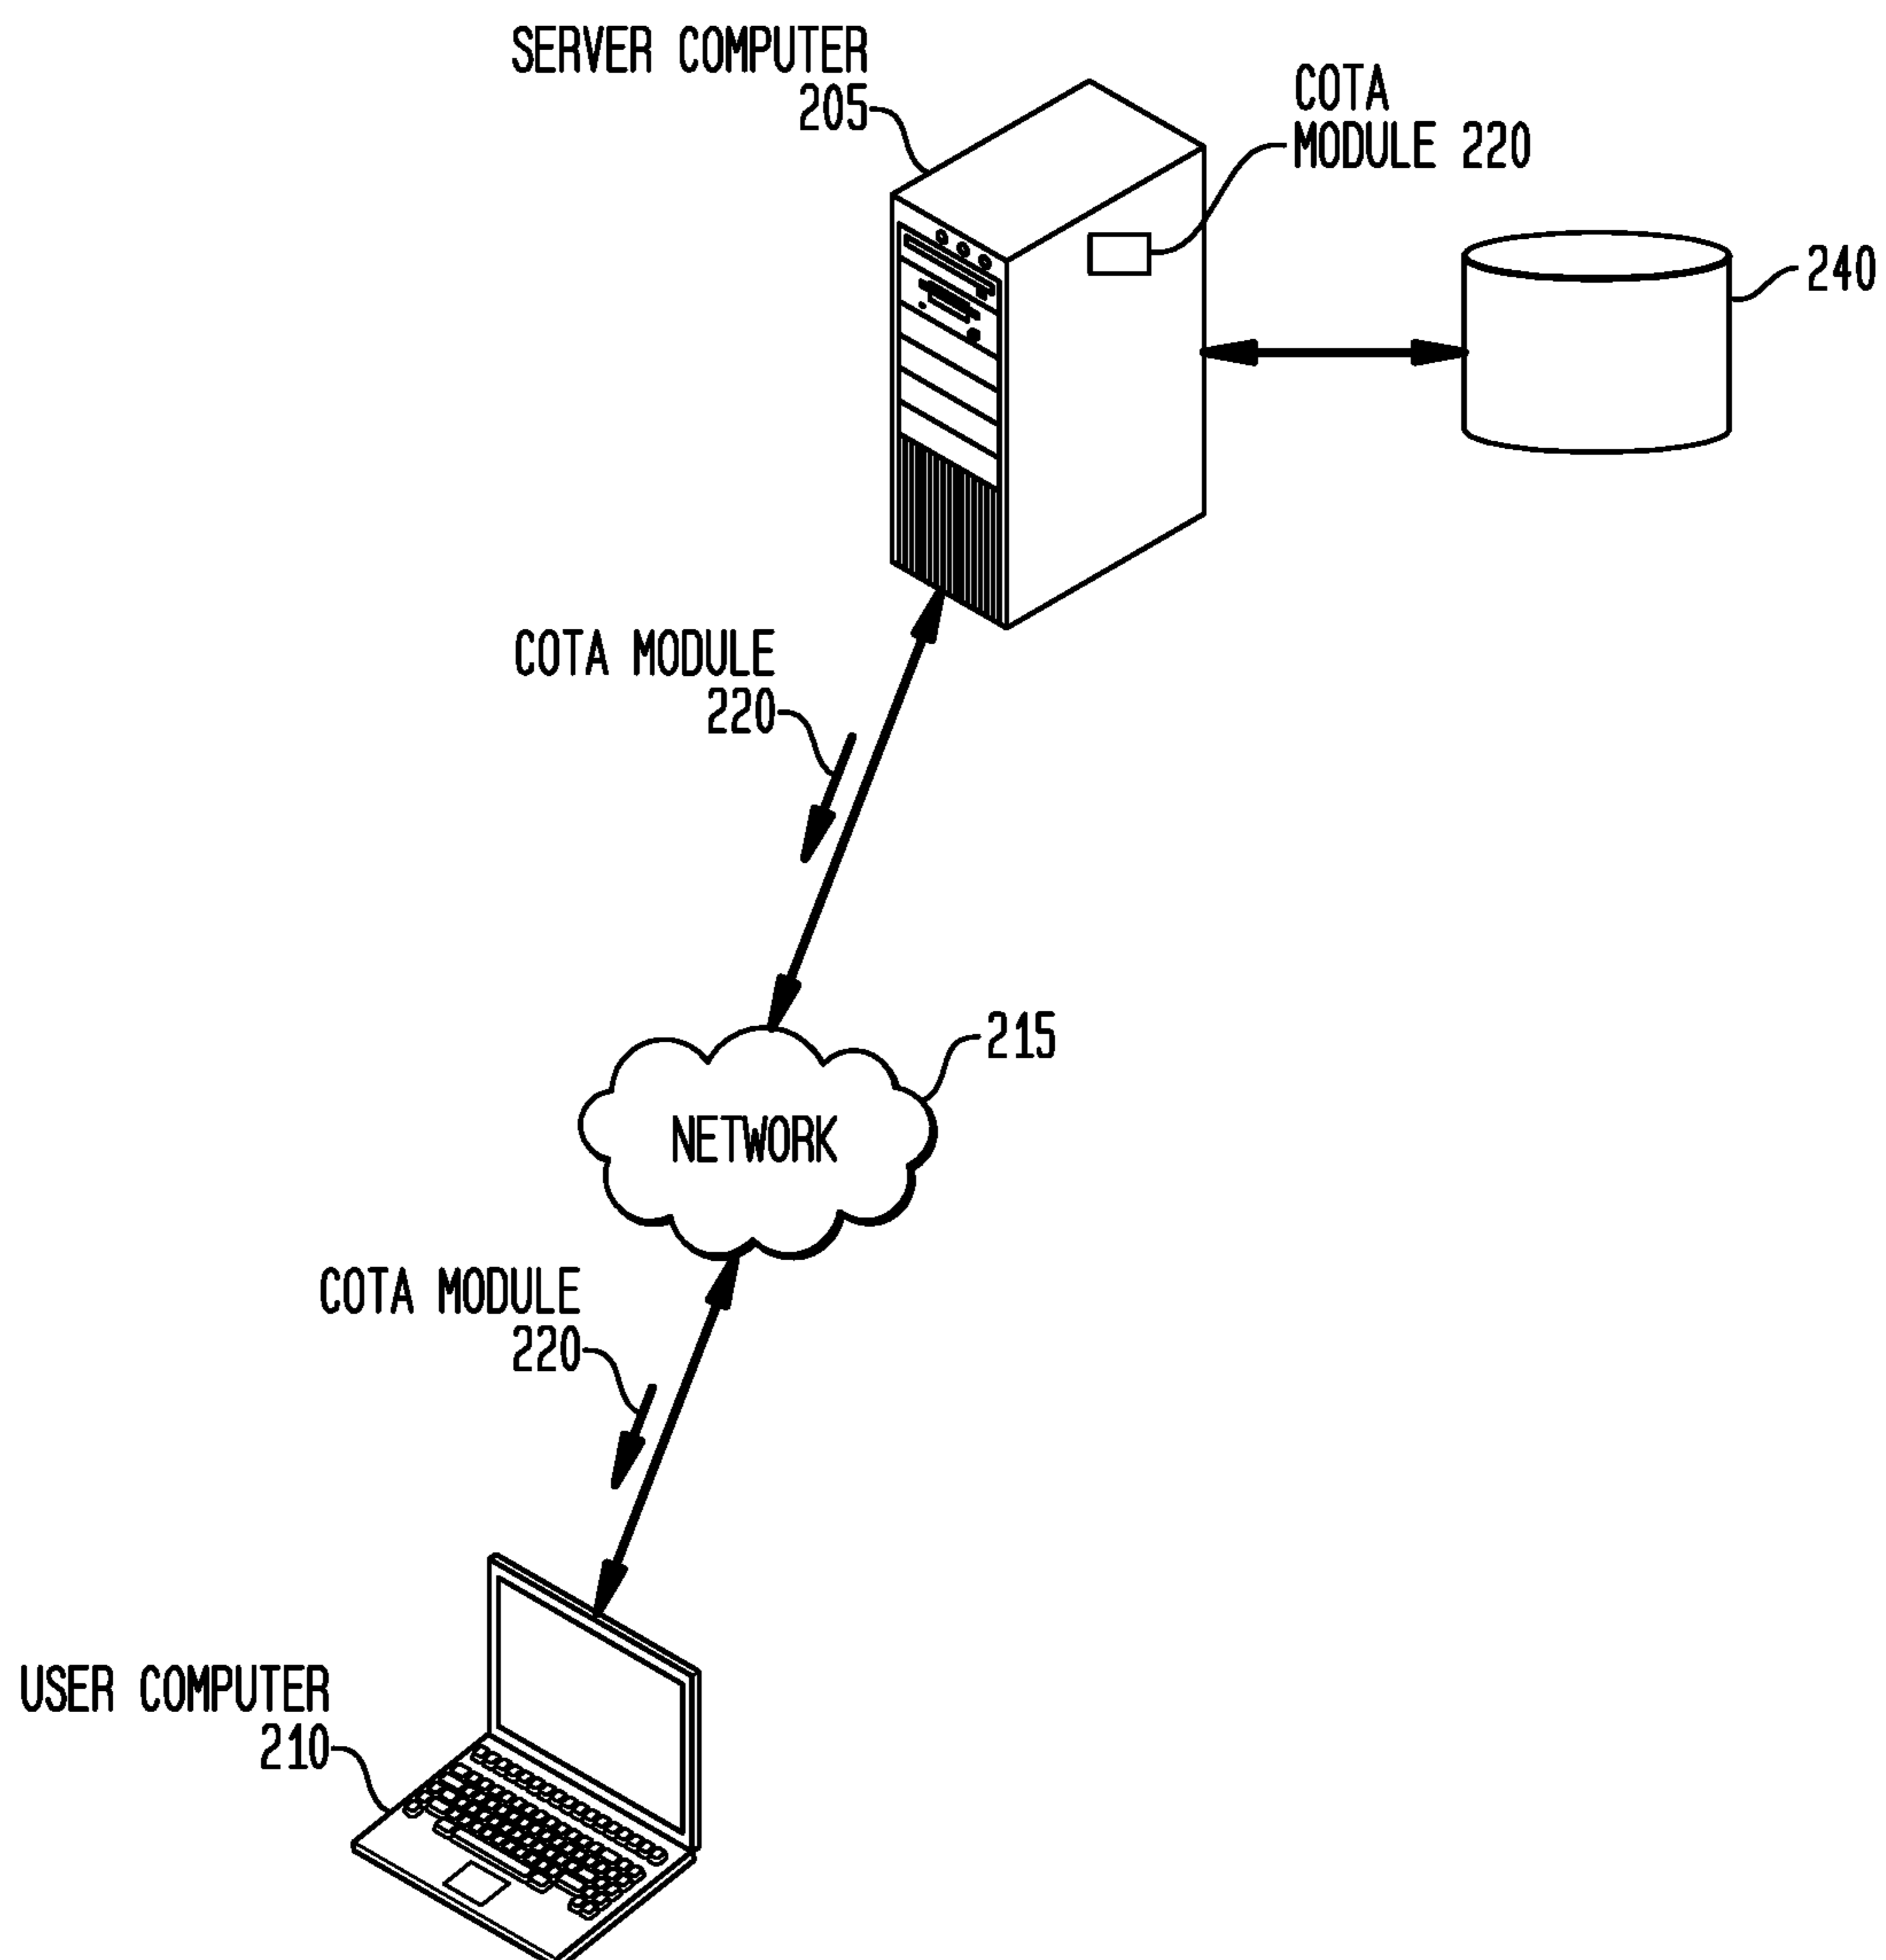 SERVER COMPUTER
205
COTA
MODULE 220
240
COTA MODULE
220
215
NETWORK
COTA MODULE
220
USER COMPUTER
210